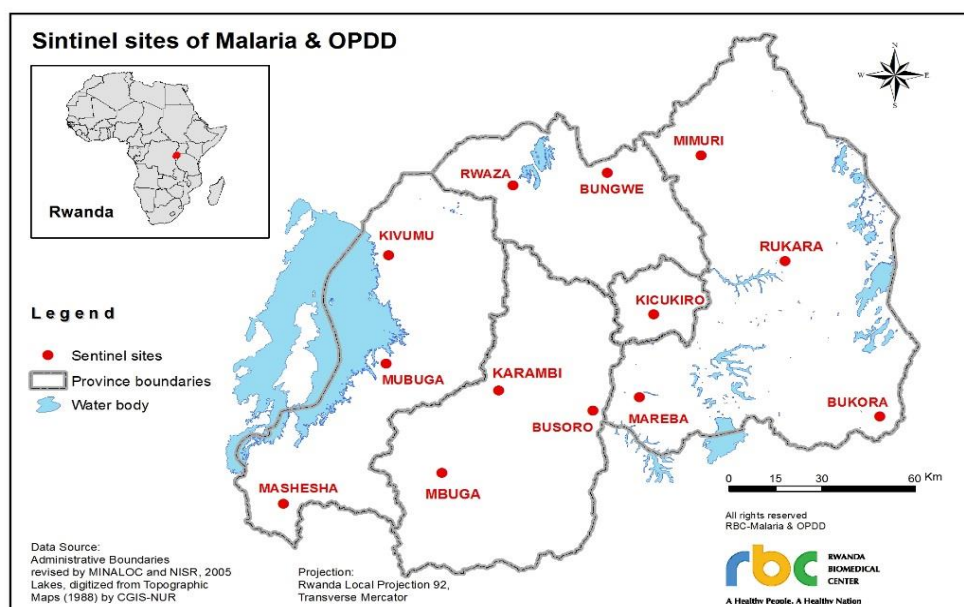 Sintinel sites of Malaria & OPDD
Rwanda
N
W E
S
MIMURI
RWAZA
BUNGWE
KIVUMU
RUKARA
KICUKIRO
MUBUGA
KARAMBI
BUSORO
MAREBA
BUKORA
MASHESHA
MBUGA
Legend
Sentinel sites
Province boundaries
Water body
0 15 30 60 Km
All rights reserved
RBC-Malaria & OPDD
Data Source:
Administrative Boundaries
revised by MINALOC and NISR, 2005
Lakes, digitized from Topographic
Maps (1988) by CGIS-NUR
Projection:
Rwanda Local Projection 92,
Transverse Mercator
rbc
RWANDA
BIOMEDICAL
CENTER
A Healthy People, A Healthy Nation